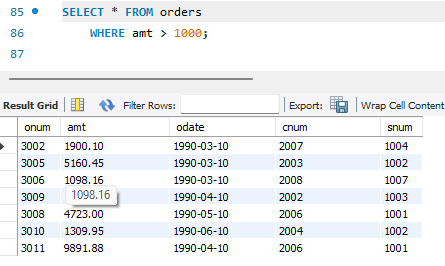 85 SELECT * FROM orders
86 WHERE amt > 1000;
87
Result Grid Filter Rows: Export: Wrap Cell Content
onum amt odate cnum snum
3002 1900.10 1990-03-10 2007 1004
3005 5160.45 1990-03-10 2003 1002
3006 1098.16 1990-03-10 2008 1007
3009 1098.16 1990-04-10 2002 1003
3008 4723.00 1990-05-10 2006 1001
3010 1309.95 1990-06-10 2004 1002
3011 9891.88 1990-04-10 2006 1001